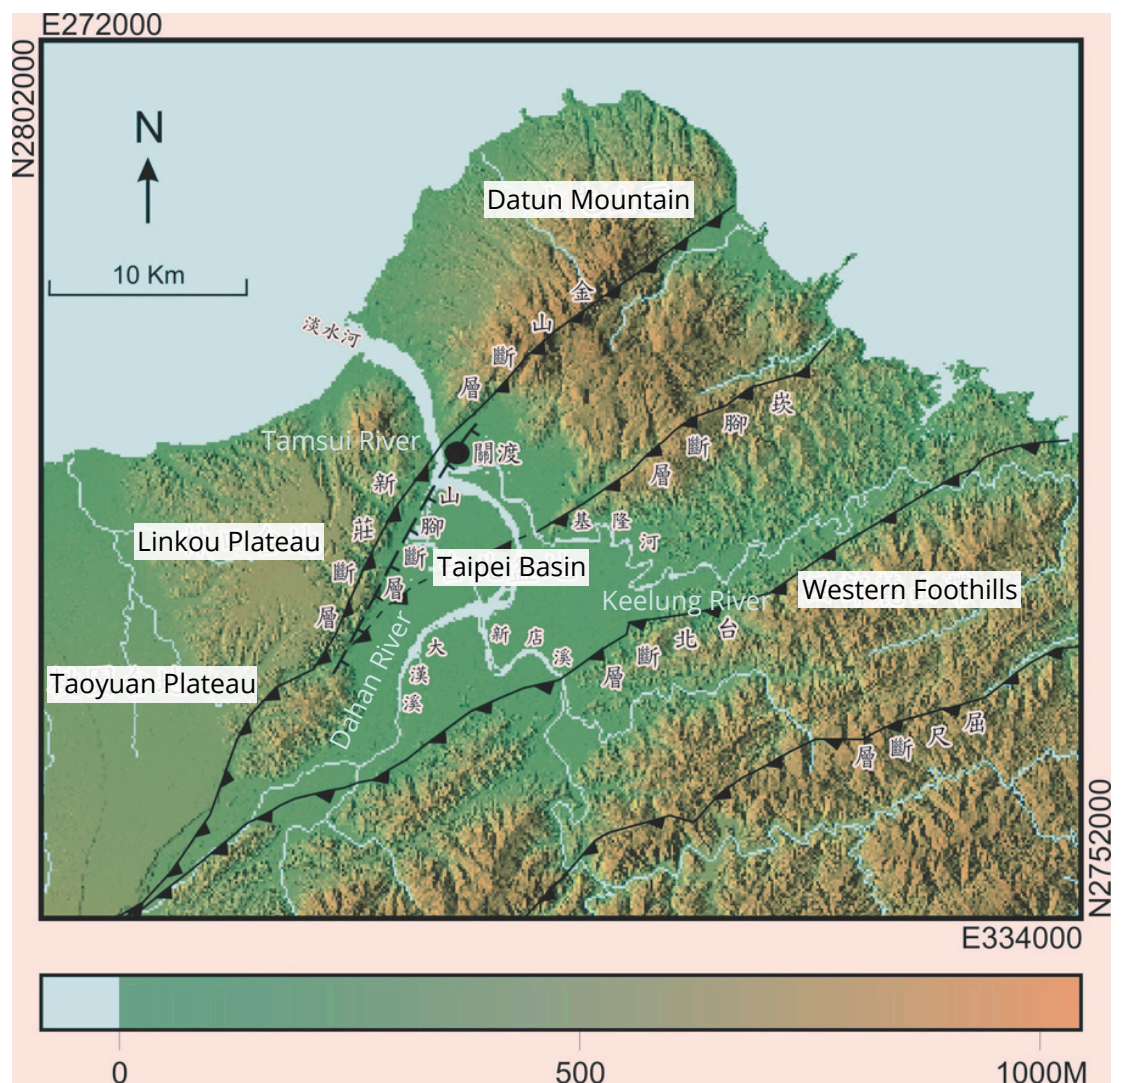 E272000
N2802000
N
10 Km
Datun Mountain
金山斷層
淡水河
崁腳斷層
Tamsui River
關渡
新莊斷層
山腳斷層
基隆河
Linkou Plateau
Taipei Basin
Western Foothills
Keelung River
台北斷層
新店溪
大漢溪
Dahan River
Taoyuan Plateau
屈尺斷層
N2752000
E334000
0 500 1000M